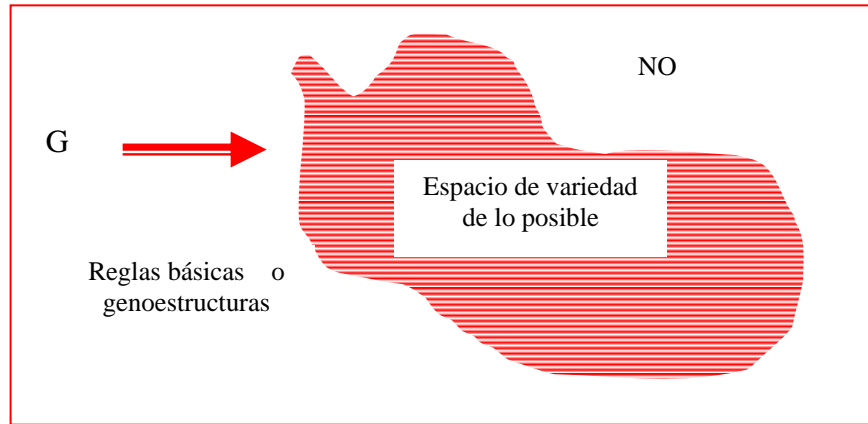 NO
G
Espacio de variedad
de lo posible
Reglas básicas o
genoestructuras